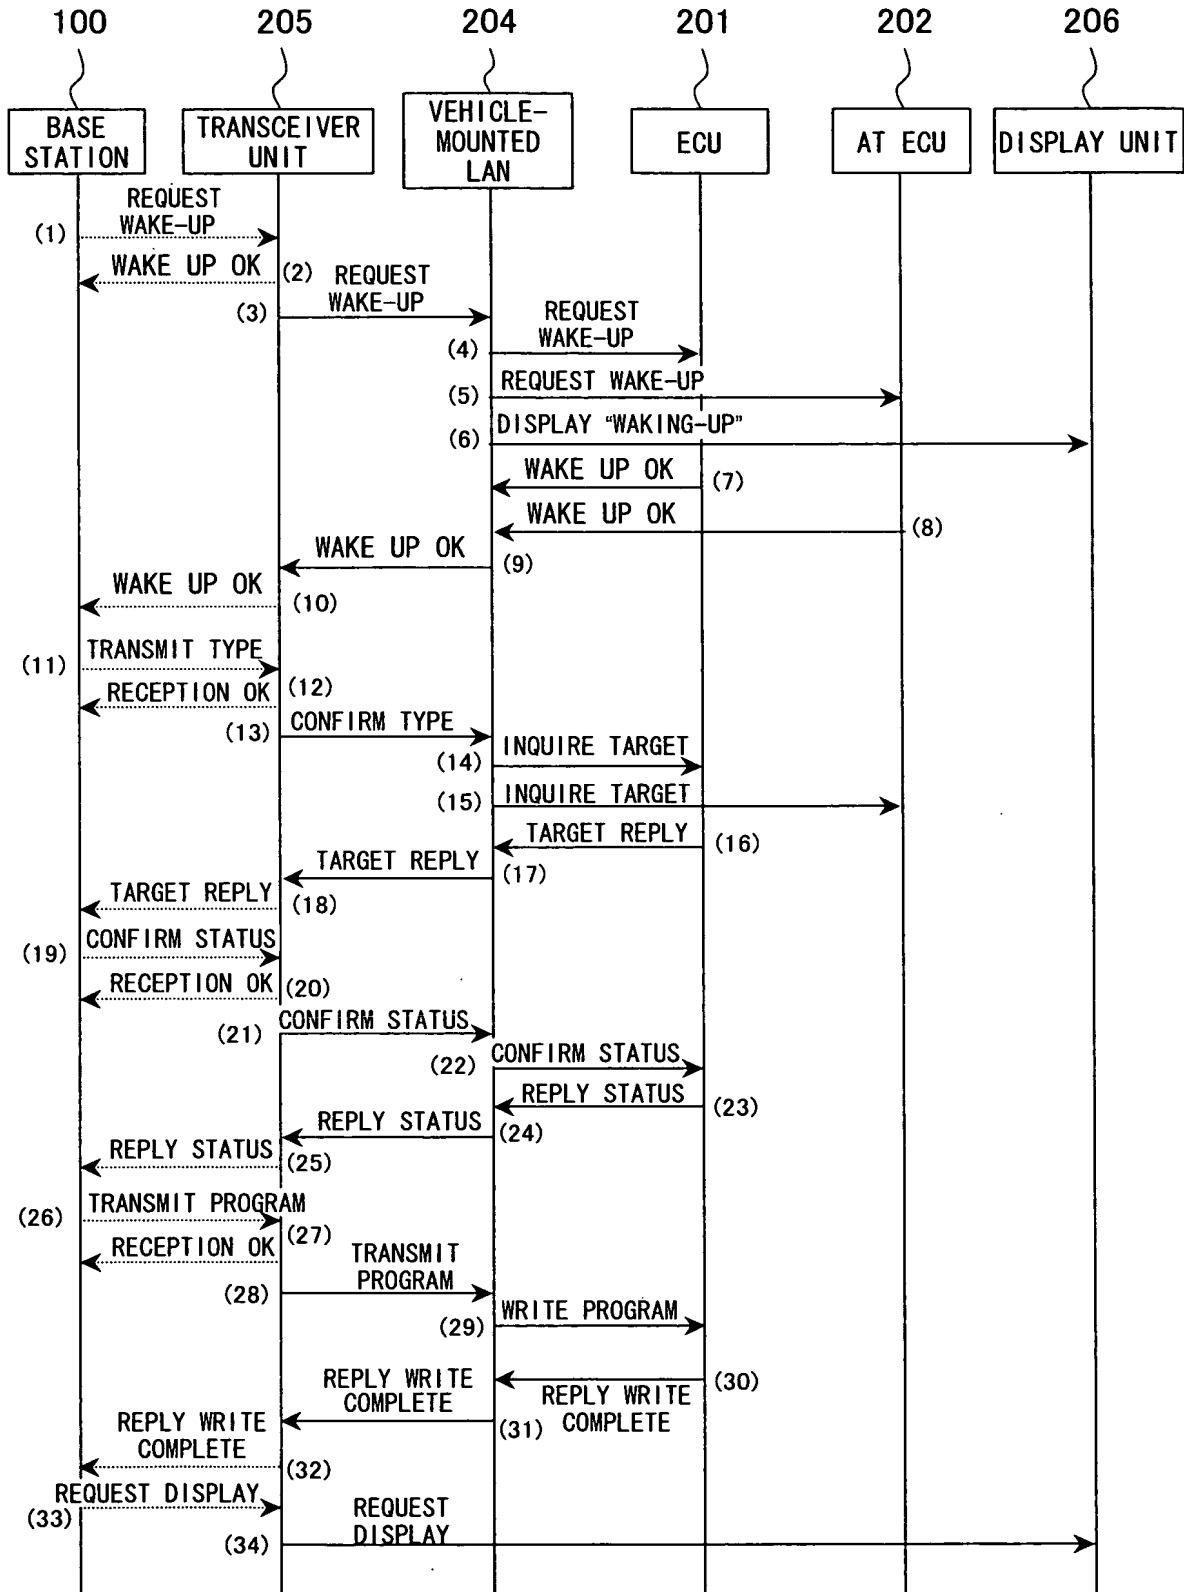 100 205 204 201 202 206
BASE
STATION
TRANSCEIVER
UNIT
VEHICLE-
MOUNTED
LAN
ECU
AT ECU
DISPLAY UNIT
REQUEST
WAKE-UP
(1)
WAKE UP OK
(2)
REQUEST
WAKE-UP
(3)
REQUEST
WAKE-UP
(4)
REQUEST WAKE-UP
(5)
DISPLAY "WAKING-UP"
(6)
WAKE UP OK
(7)
WAKE UP OK
(8)
WAKE UP OK
(9)
WAKE UP OK
(10)
TRANSMIT TYPE
(11)
RECEPTION OK
(12)
CONFIRM TYPE
(13)
INQUIRE TARGET
(14)
INQUIRE TARGET
(15)
TARGET REPLY
(16)
TARGET REPLY
(17)
TARGET REPLY
(18)
CONFIRM STATUS
(19)
RECEPTION OK
(20)
CONFIRM STATUS
(21)
CONFIRM STATUS
(22)
REPLY STATUS
(23)
REPLY STATUS
(24)
REPLY STATUS
(25)
TRANSMIT PROGRAM
(26)
RECEPTION OK
(27)
TRANSMIT
PROGRAM
(28)
WRITE PROGRAM
(29)
REPLY WRITE
COMPLETE
(30)
REPLY WRITE
COMPLETE
(31)
REPLY WRITE
COMPLETE
(32)
REQUEST DISPLAY
(33)
REQUEST
DISPLAY
(34)